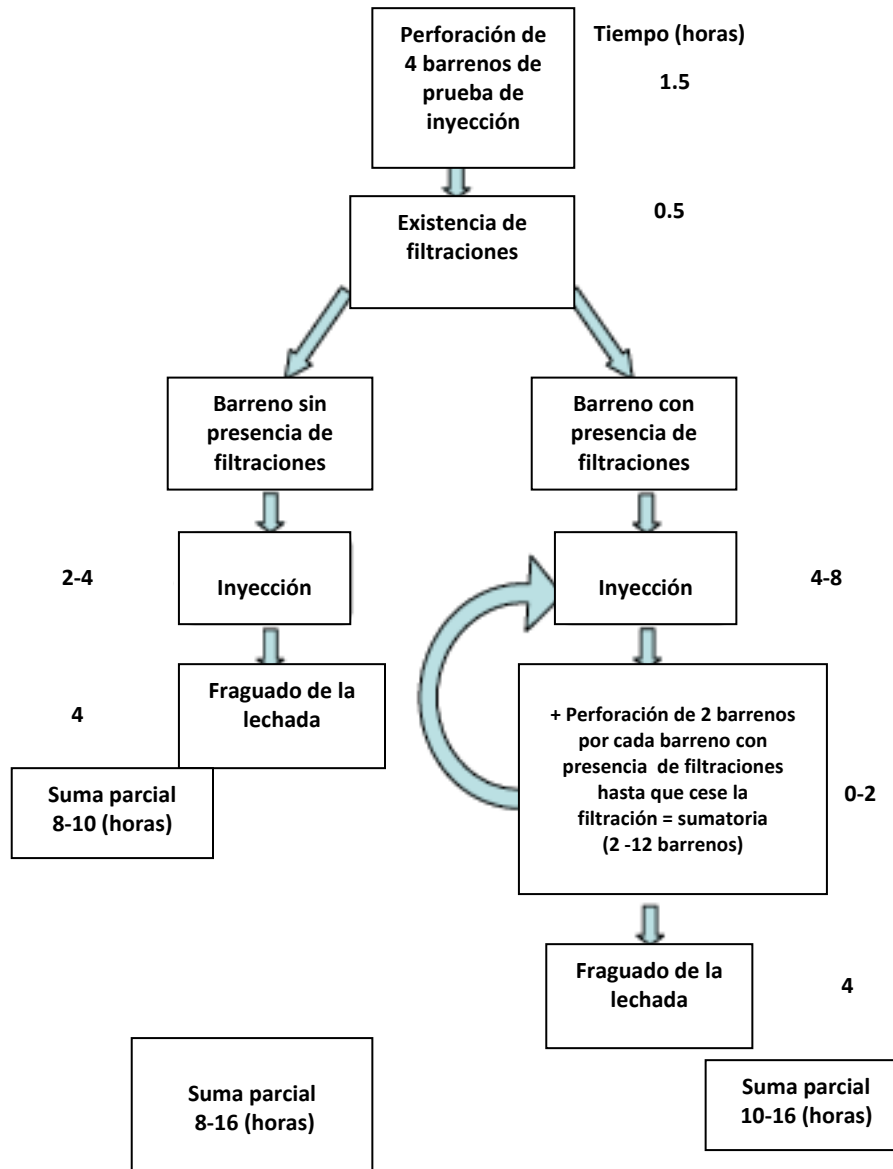 Perforación de
4 barrenos de
prueba de
inyección
Tiempo (horas)
1.5
Existencia de
filtraciones
0.5
Barreno sin
presencia de
filtraciones
Barreno con
presencia de
filtraciones
2-4
Inyección
Inyección
4-8
4
Fraguado de la
lechada
+ Perforación de 2 barrenos
por cada barreno con
presencia de filtraciones
hasta que cese la
filtración = sumatoria
(2 -12 barrenos)
0-2
Suma parcial
8-10 (horas)
Fraguado de la
lechada
4
Suma parcial
8-16 (horas)
Suma parcial
10-16 (horas)